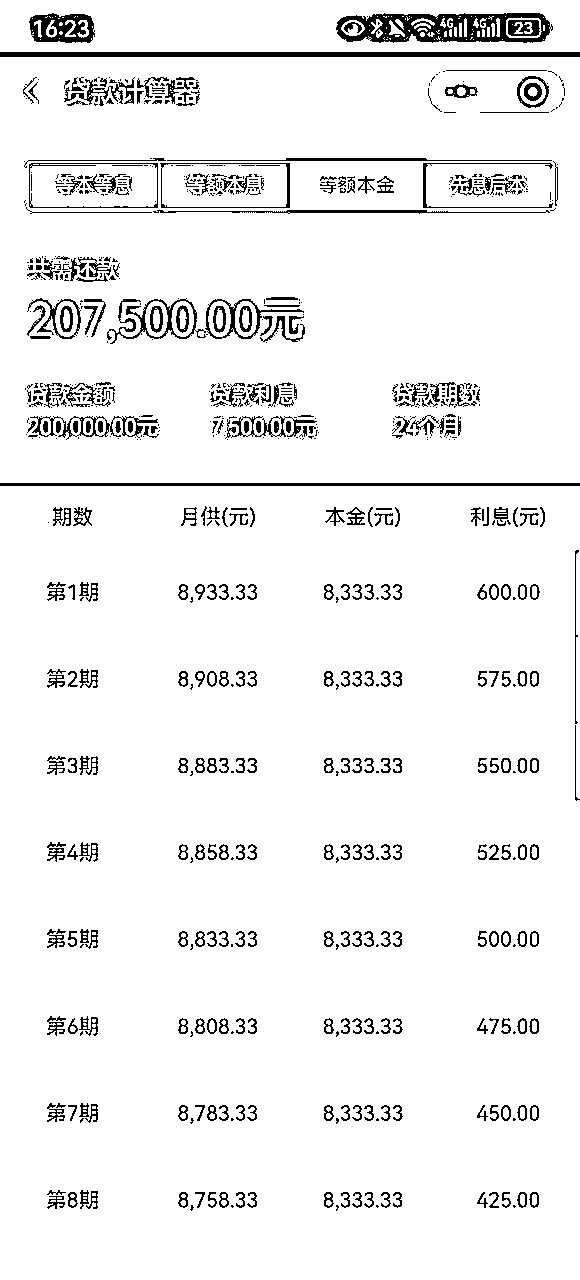 16:23 4G 4G 23
贷款计算器
等本等息 等额本息 等额本金 先息后本
共需还款
207,500.00元
贷款金额 贷款利息 贷款期数
200,000.00元 7,500.00元 24个月
期数 月供(元) 本金(元) 利息(元)
第1期 8,933.33 8,333.33 600.00
第2期 8,908.33 8,333.33 575.00
第3期 8,883.33 8,333.33 550.00
第4期 8,858.33 8,333.33 525.00
第5期 8,833.33 8,333.33 500.00
第6期 8,808.33 8,333.33 475.00
第7期 8,783.33 8,333.33 450.00
第8期 8,758.33 8,333.33 425.00